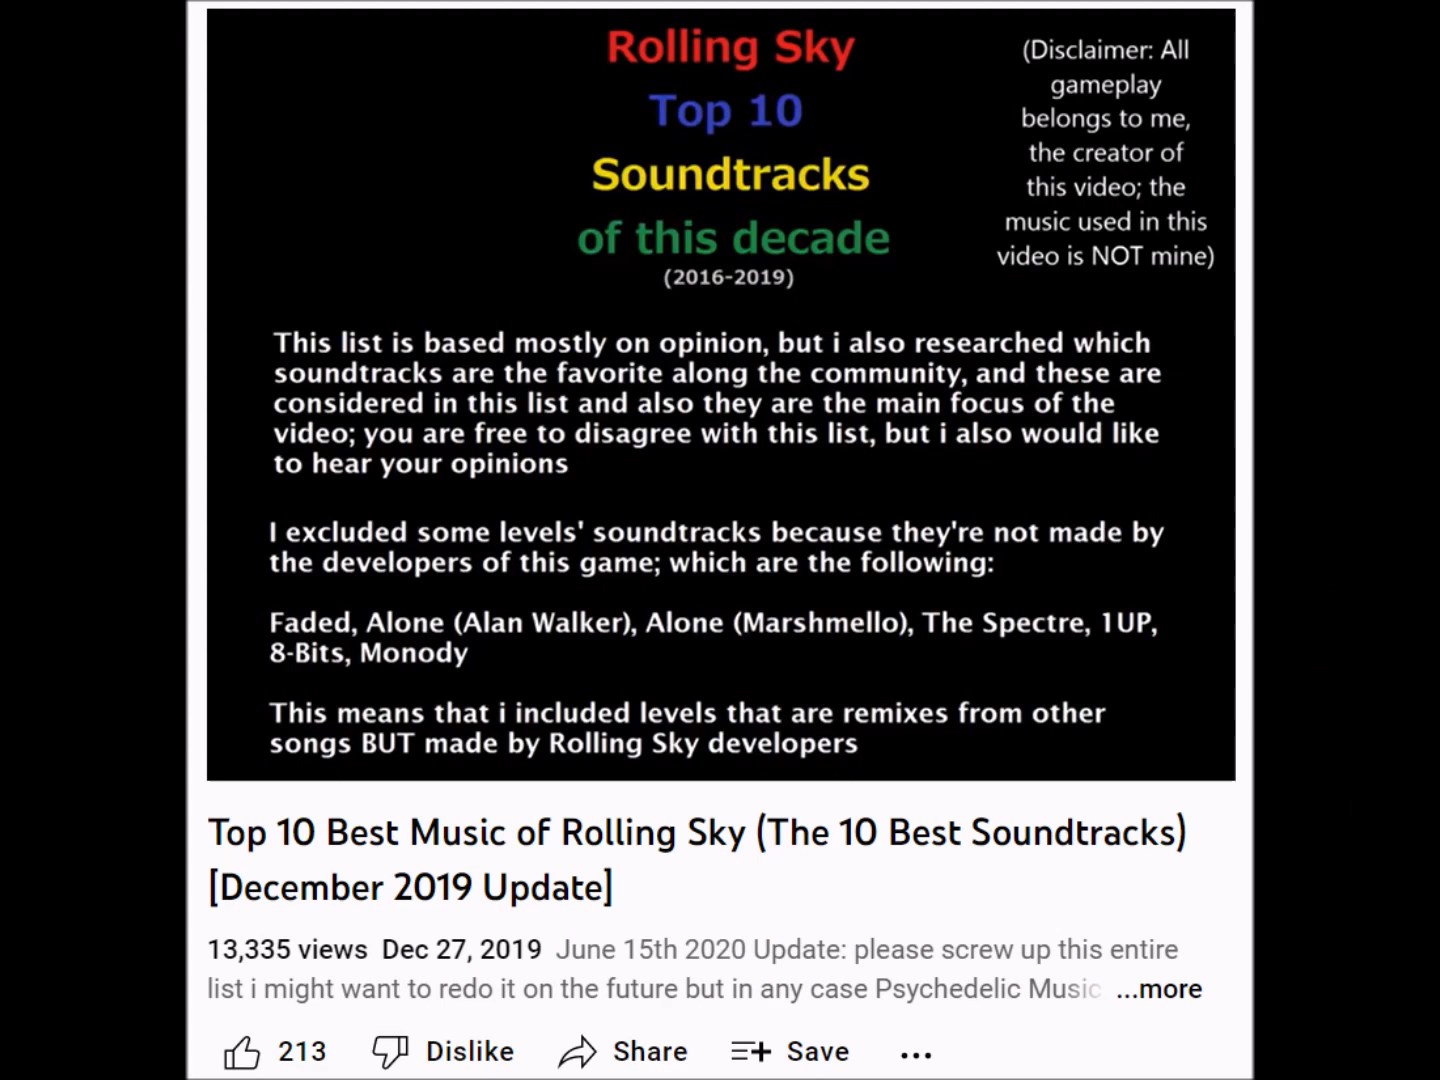 Rolling Sky
Top 10
Soundtracks
of this decade
(2016-2019)
(Disclaimer: All
gameplay
belongs to me,
the creator of
this video; the
music used in this
video is NOT mine)
This list is based mostly on opinion, but i also researched which
soundtracks are the favorite along the community, and these are
considered in this list and also they are the main focus of the
video; you are free to disagree with this list, but i also would like
to hear your opinions
I excluded some levels' soundtracks because they're not made by
the developers of this game; which are the following:
Faded, Alone (Alan Walker), Alone (Marshmello), The Spectre, 1UP,
8-Bits, Monody
This means that i included levels that are remixes from other
songs BUT made by Rolling Sky developers
Top 10 Best Music of Rolling Sky (The 10 Best Soundtracks)
[December 2019 Update]
13,335 views Dec 27, 2019 June 15th 2020 Update: please screw up this entire
list i might want to redo it on the future but in any case Psychedelic Music ...more
213 Dislike Share Save ...